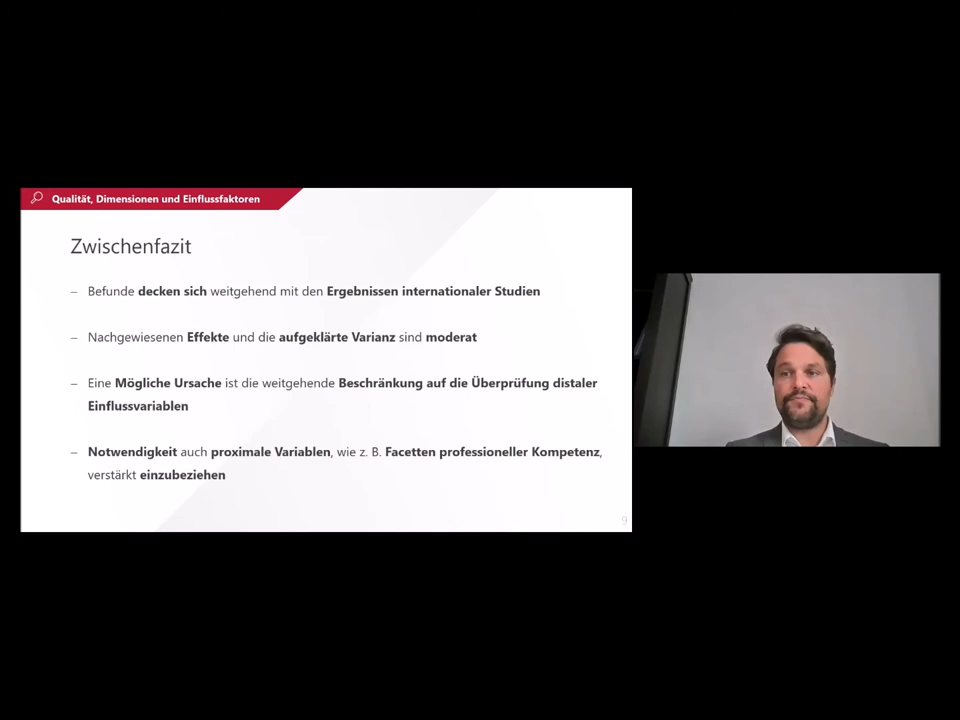 Qualität, Dimensionen und Einflussfaktoren
Zwischenfazit
– Befunde decken sich weitgehend mit den Ergebnissen internationaler Studien
– Nachgewiesenen Effekte und die aufgeklärte Varianz sind moderat
– Eine Mögliche Ursache ist die weitgehende Beschränkung auf die Überprüfung distaler
Einflussvariablen
– Notwendigkeit auch proximale Variablen, wie z. B. Facetten professioneller Kompetenz,
verstärkt einzubeziehen
9